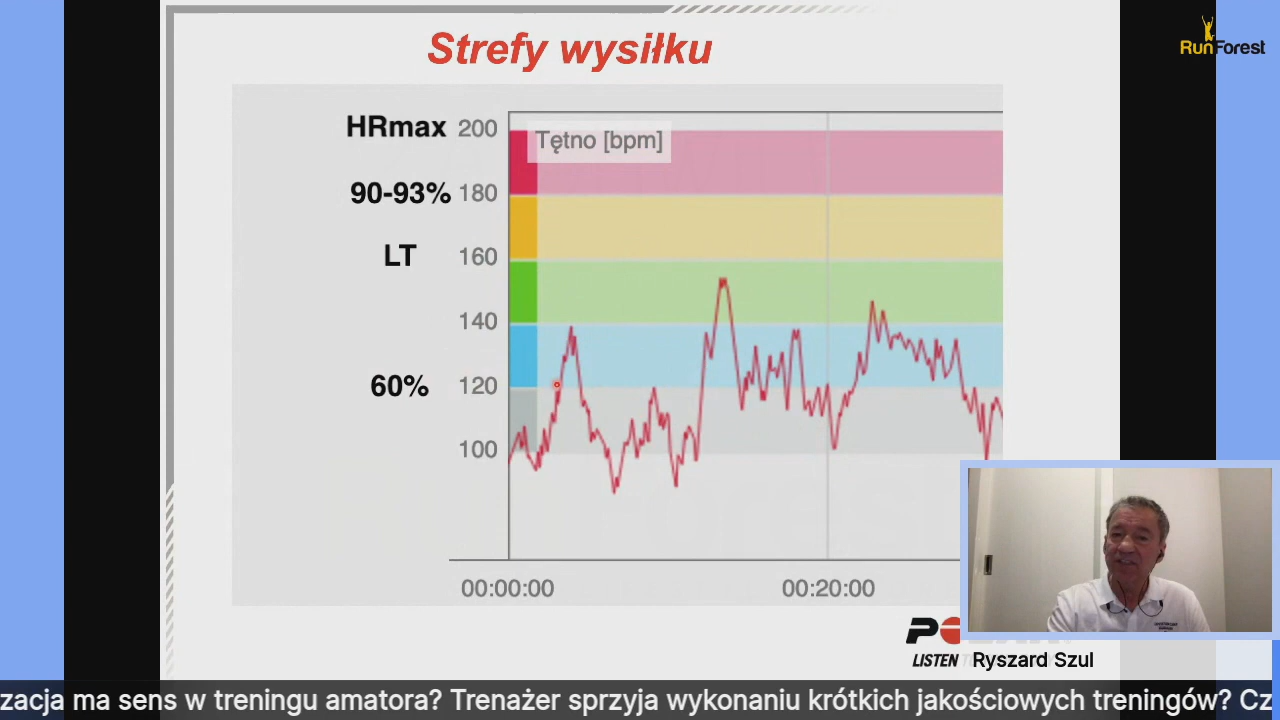 Strefy wysiłku
RunForest
HRmax 200
Tętno [bpm]
90-93% 180
LT 160
140
60% 120
100
00:00:00 00:20:00
LISTEN
Ryszard Szul
zacja ma sens w treningu amatora? Trenażer sprzyja wykonaniu krótkich jakościowych treningów? Cz